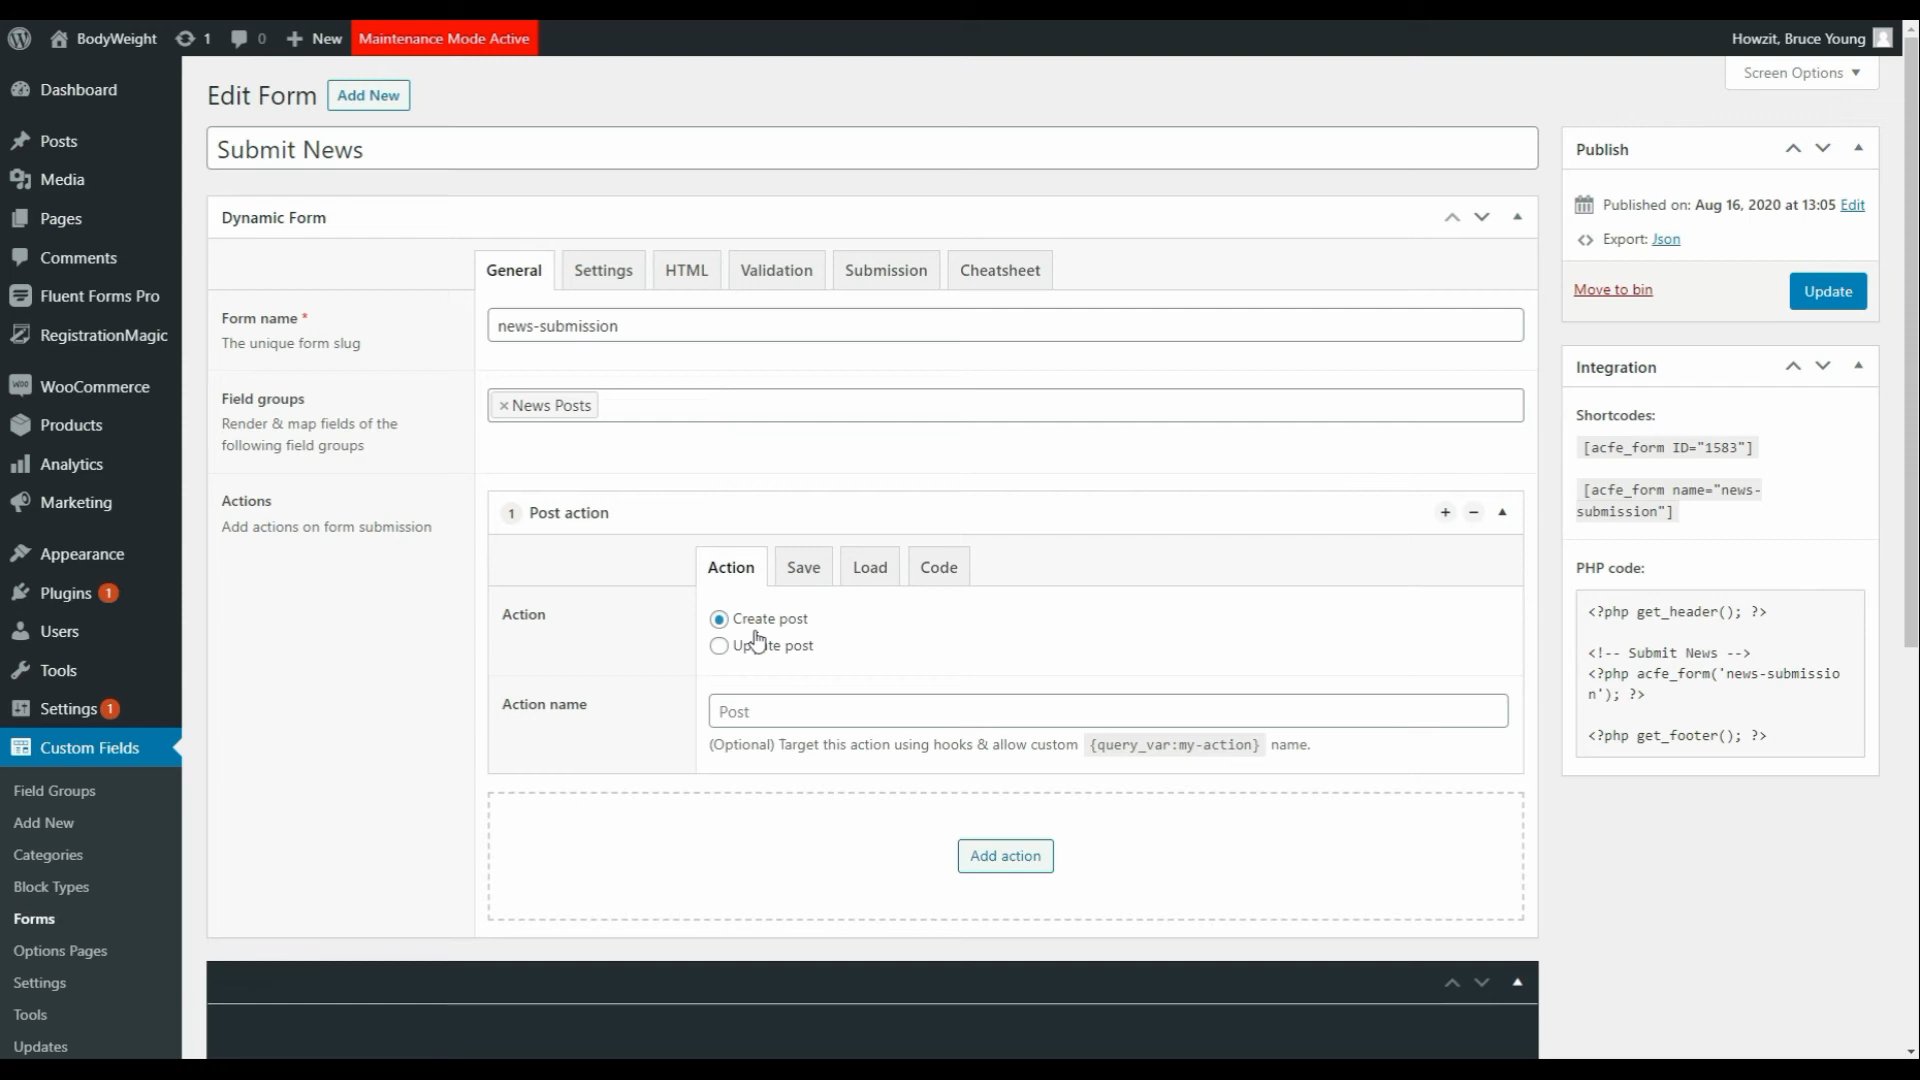 BodyWeight
1
0
New
Maintenance Mode Active
Howzit, Bruce Young
Screen Options
Dashboard
Posts
Media
Pages
Comments
Fluent Forms Pro
RegistrationMagic
WooCommerce
Products
Analytics
Marketing
Appearance
Plugins 1
Users
Tools
Settings 1
Custom Fields
Field Groups
Add New
Categories
Block Types
Forms
Options Pages
Settings
Tools
Updates
Edit Form
Add New
Submit News
Dynamic Form
General
Settings
HTML
Validation
Submission
Cheatsheet
Form name *
The unique form slug
news-submission
Field groups
Render & map fields of the
following field groups
× News Posts
Actions
Add actions on form submission
1 Post action
Action
Save
Load
Code
Action
Create post
post
Action name
Post
(Optional) Target this action using hooks & allow custom {query_var:my-action} name.
Add action
Publish
Published on: Aug 16, 2020 at 13:05 Edit
Export: Json
Move to bin
Update
Integration
Shortcodes:
[acfe_form ID="1583"]
[acfe_form name="news-
submission"]
PHP code:
<?php get_header(); ?>
<!-- Submit News -->
<?php acfe_form('news-submissio
n'); ?>
<?php get_footer(); ?>